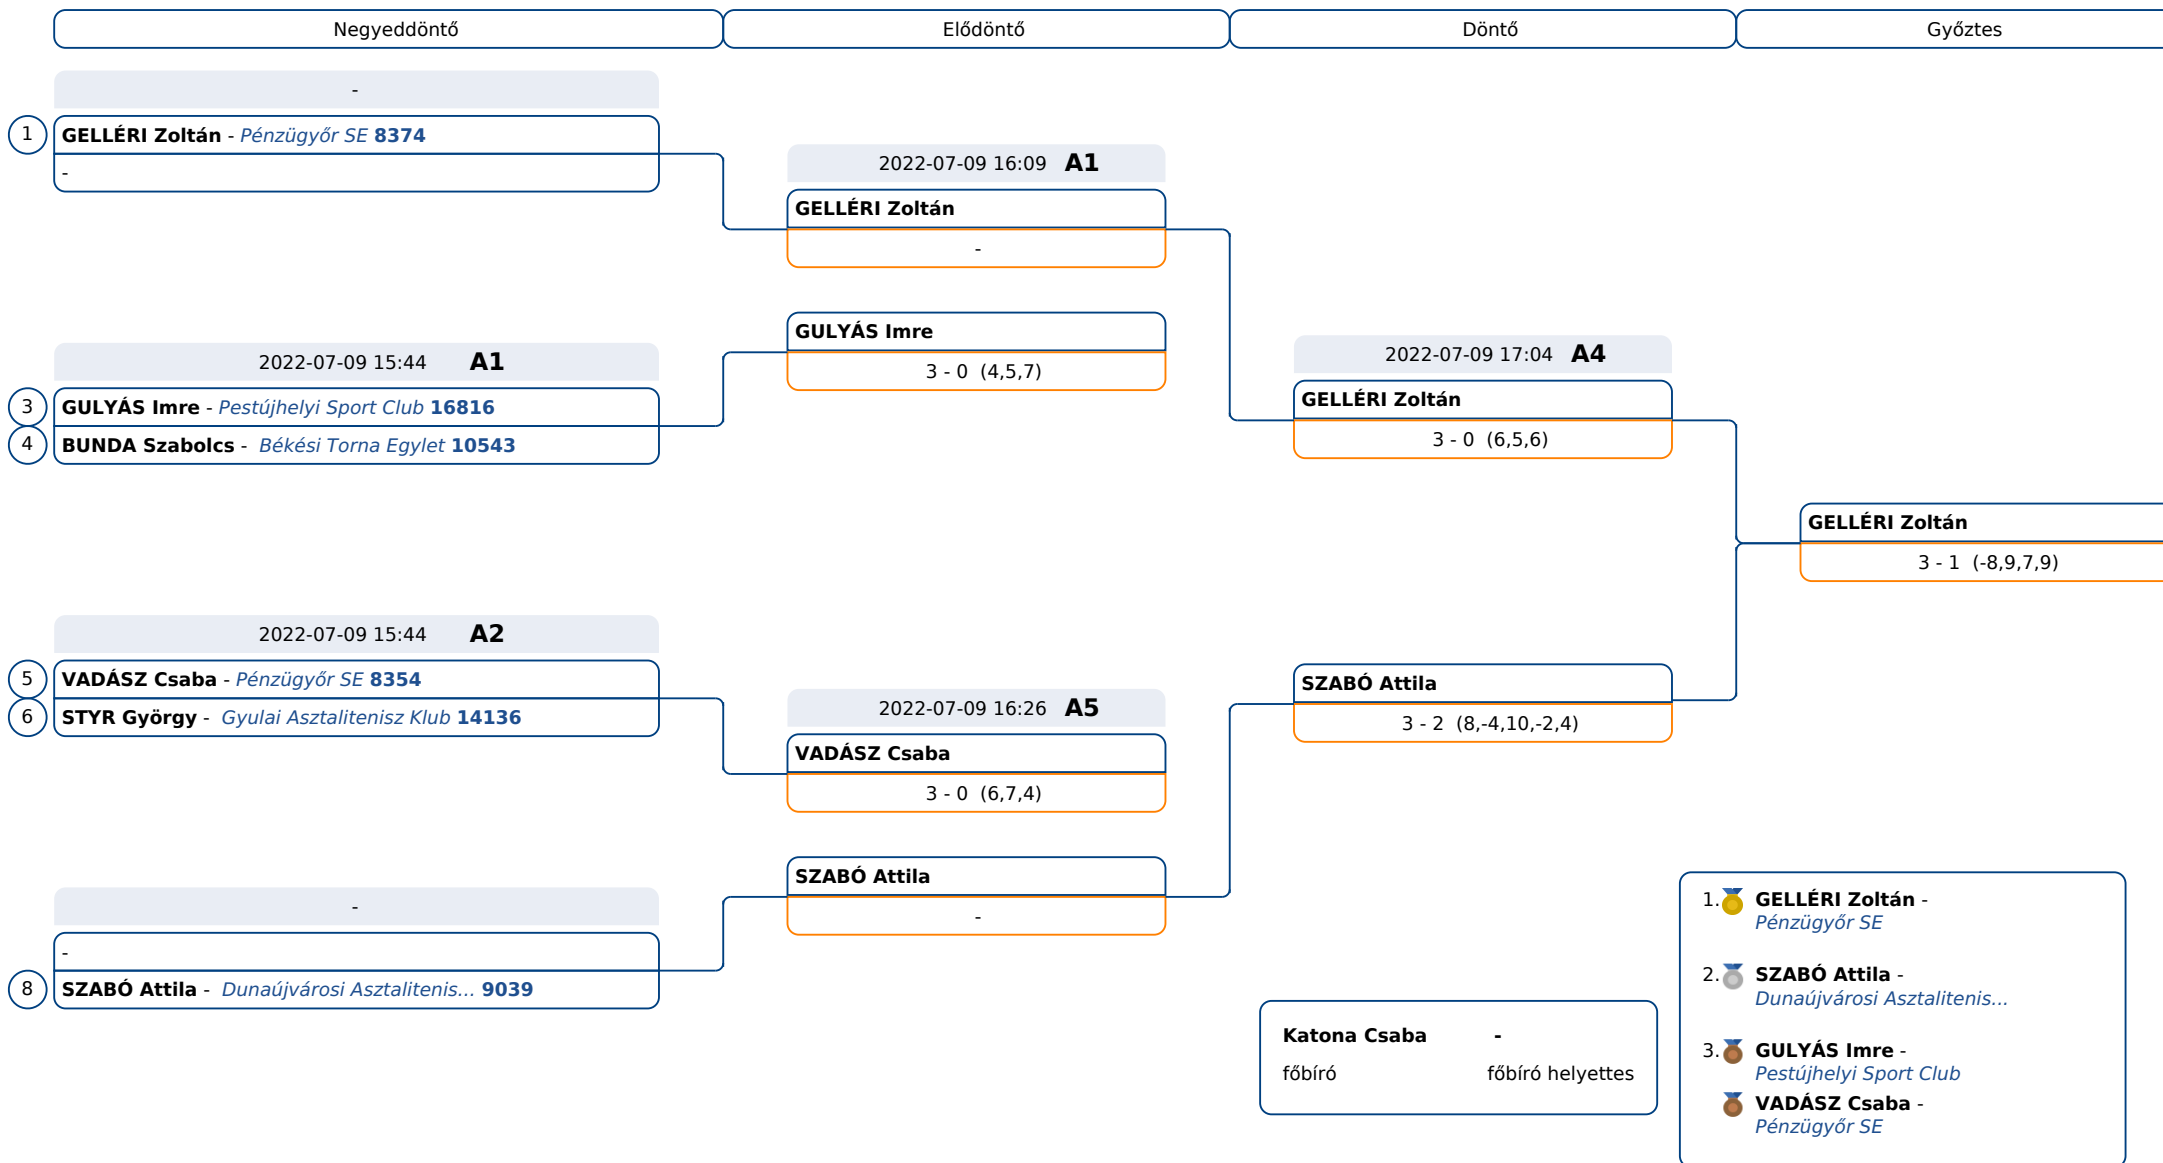 Negyeddöntő
Elődöntő
Döntő
Győztes
-
1
GELLÉRI Zoltán - Pénzügyőr SE 8374
-
2022-07-09 16:09 A1
GELLÉRI Zoltán
-
GULYÁS Imre
3 - 0 (4,5,7)
2022-07-09 15:44 A1
3
GULYÁS Imre - Pestújhelyi Sport Club 16816
4
BUNDA Szabolcs - Békési Torna Egylet 10543
2022-07-09 17:04 A4
GELLÉRI Zoltán
3 - 0 (6,5,6)
GELLÉRI Zoltán
3 - 1 (-8,9,7,9)
2022-07-09 15:44 A2
5
VADÁSZ Csaba - Pénzügyőr SE 8354
6
STYR György - Gyulai Asztalitenisz Klub 14136
2022-07-09 16:26 A5
VADÁSZ Csaba
3 - 0 (6,7,4)
SZABÓ Attila
3 - 2 (8,-4,10,-2,4)
SZABÓ Attila
-
-
-
8
SZABÓ Attila - Dunaújvárosi Asztalitenis... 9039
Katona Csaba -
főbíró főbíró helyettes
1. GELLÉRI Zoltán -
Pénzügyőr SE
2. SZABÓ Attila -
Dunaújvárosi Asztalitenis...
3. GULYÁS Imre -
Pestújhelyi Sport Club
VADÁSZ Csaba -
Pénzügyőr SE